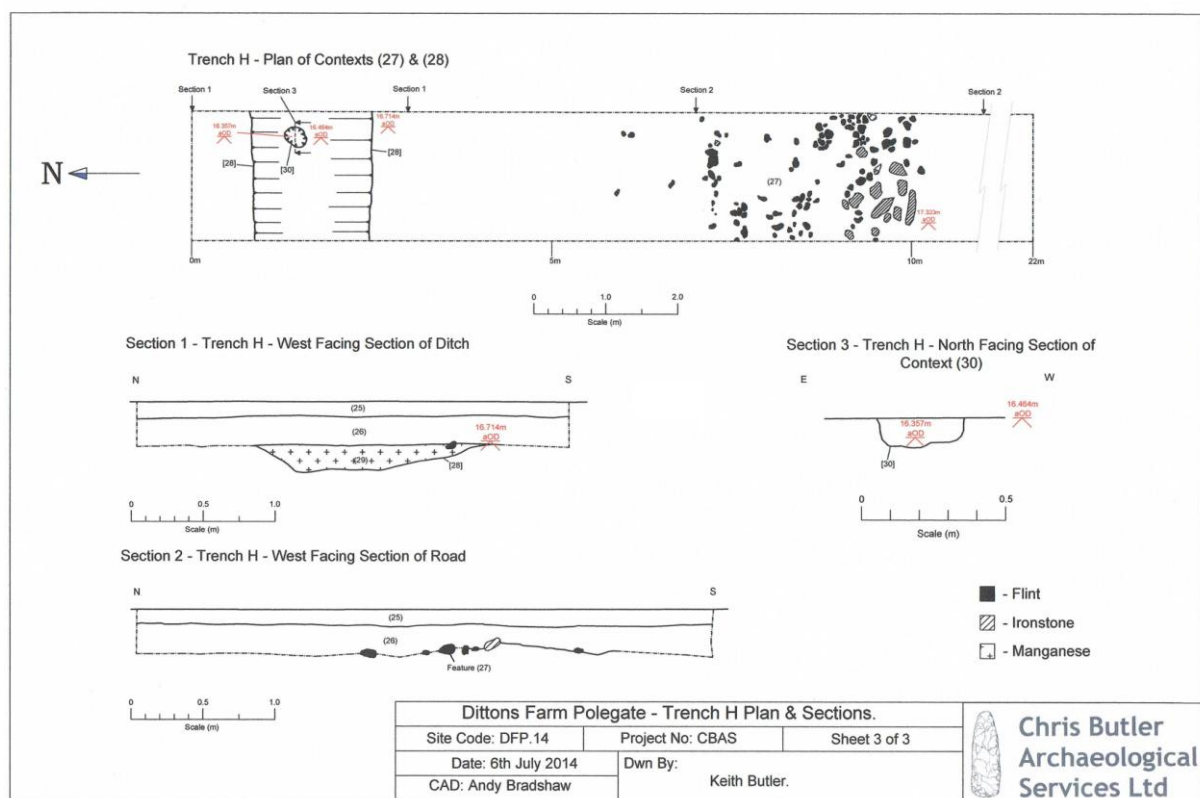 Trench H - Plan of Contexts (27) & (28)
Section 1
Section 3
Section 1
Section 2
Section 2
16.357m
aOD
16.464m
aOD
16.714m
aOD
[28]
[30]
[28]
(27)
17.323m
aOD
N
0m
5m
10m
22m
0 1.0 2.0
Scale (m)
Section 1 - Trench H - West Facing Section of Ditch
N S
(25)
(26)
16.714m
aOD
(29)
[28]
0 0.5 1.0
Scale (m)
Section 3 - Trench H - North Facing Section of
Context (30)
E W
16.464m
aOD
16.357m
aOD
[30]
0 0.5
Scale (m)
Section 2 - Trench H - West Facing Section of Road
N S
(25)
(26)
Feature (27)
0 0.5 1.0
Scale (m)
- Flint
- Ironstone
- Manganese
Dittons Farm Polegate - Trench H Plan & Sections.
Site Code: DFP.14 Project No: CBAS Sheet 3 of 3
Date: 6th July 2014 Dwn By:
CAD: Andy Bradshaw Keith Butler.
Chris Butler
Archaeological
Services Ltd